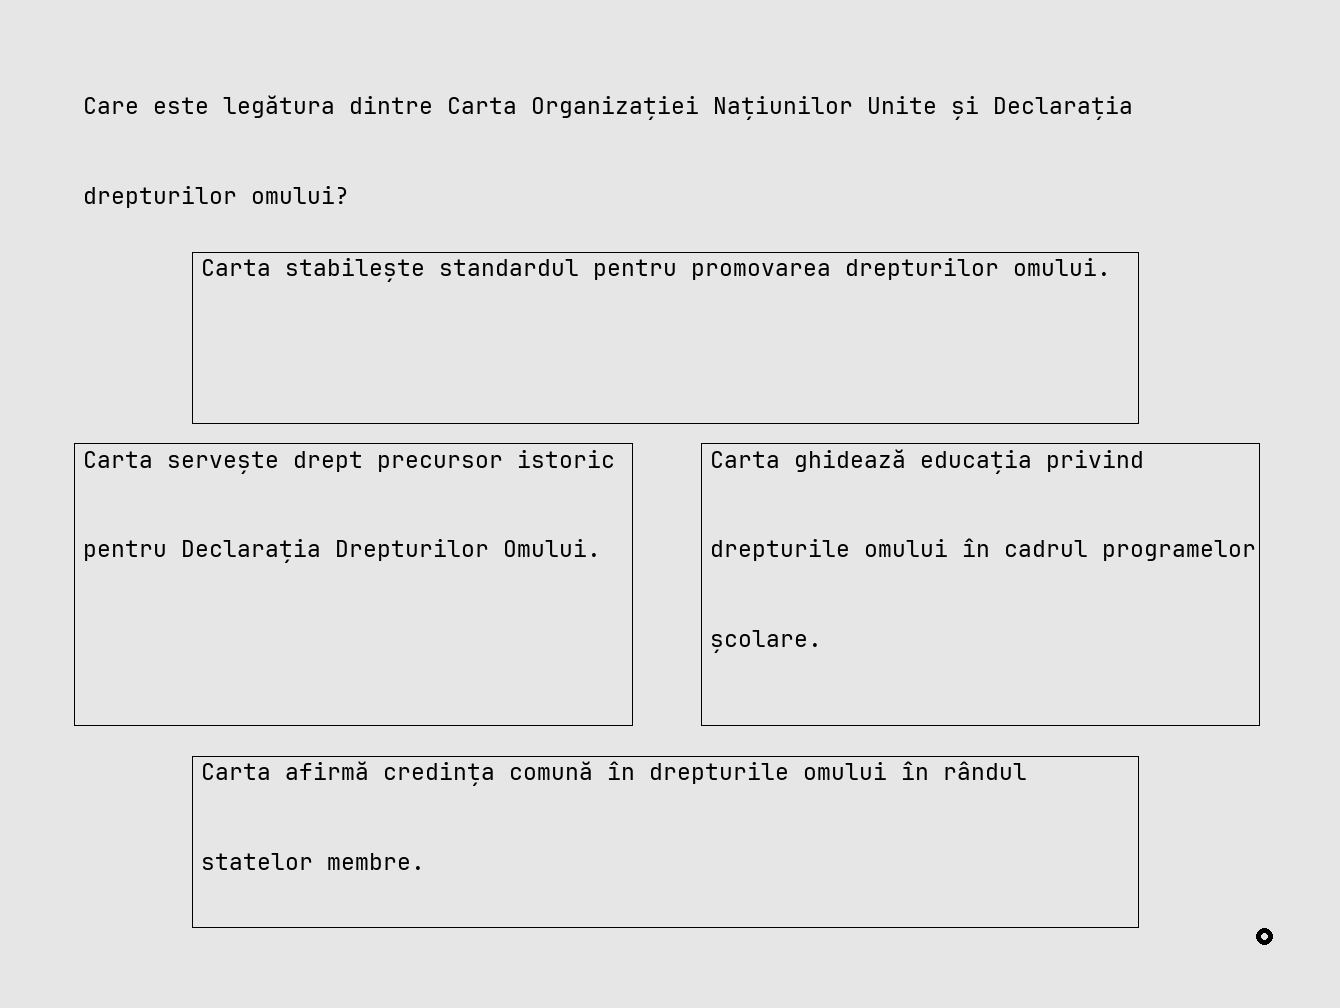 Care este legătura dintre Carta Organizației Națiunilor Unite și Declarația
drepturilor omului?
Carta stabilește standardul pentru promovarea drepturilor omului.
Carta servește drept precursor istoric
pentru Declarația Drepturilor Omului.
Carta ghidează educația privind
drepturile omului în cadrul programelor
școlare.
Carta afirmă credința comună în drepturile omului în rândul
statelor membre.